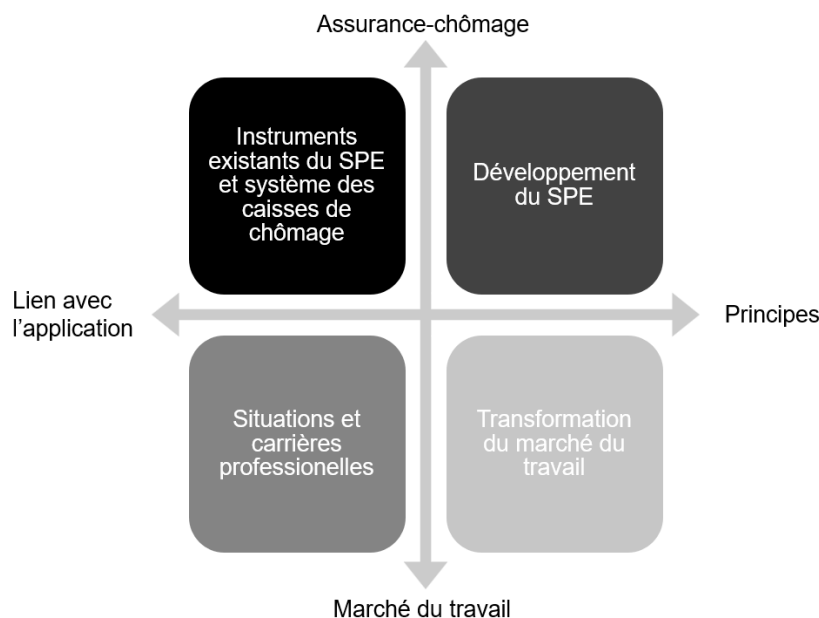 Assurance-chômage
Instruments
existants du SPE
et système des
caisses de
chômage
Développement
du SPE
Lien avec
l'application
Principes
Situations et
carrières
professionelles
Transformation
du marché du
travail
Marché du travail